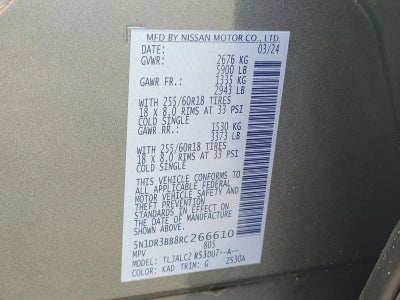 MFD BY NISSAN MOTOR CO., LTD.
DATE: 03/24
GVWR: 2676 KG
5900 LB
GAWR FR.: 1335 KG
2943 LB
WITH 255/60R18 TIRES
18 x 8.0 RIMS AT 33 PSI
COLD SINGLE
GAWR RR.: 1530 KG
3373 LB
WITH 255/60R18 TIRES
18 x 8.0 RIMS AT 33 PSI
COLD SINGLE
THIS VEHICLE CONFORMS TO
ALL APPLICABLE FEDERAL
MOTOR VEHICLE SAFETY AND
THEFT PREVENTION
STANDARDS IN EFFECT ON
THE DATE OF MANUFACTURE
SHOWN ABOVE.
5N1DR3BB8RC266610
MPV 805
MODEL: TLJALC2 R53DU7--A--
COLOR: KAD TRIM: G ZS30A